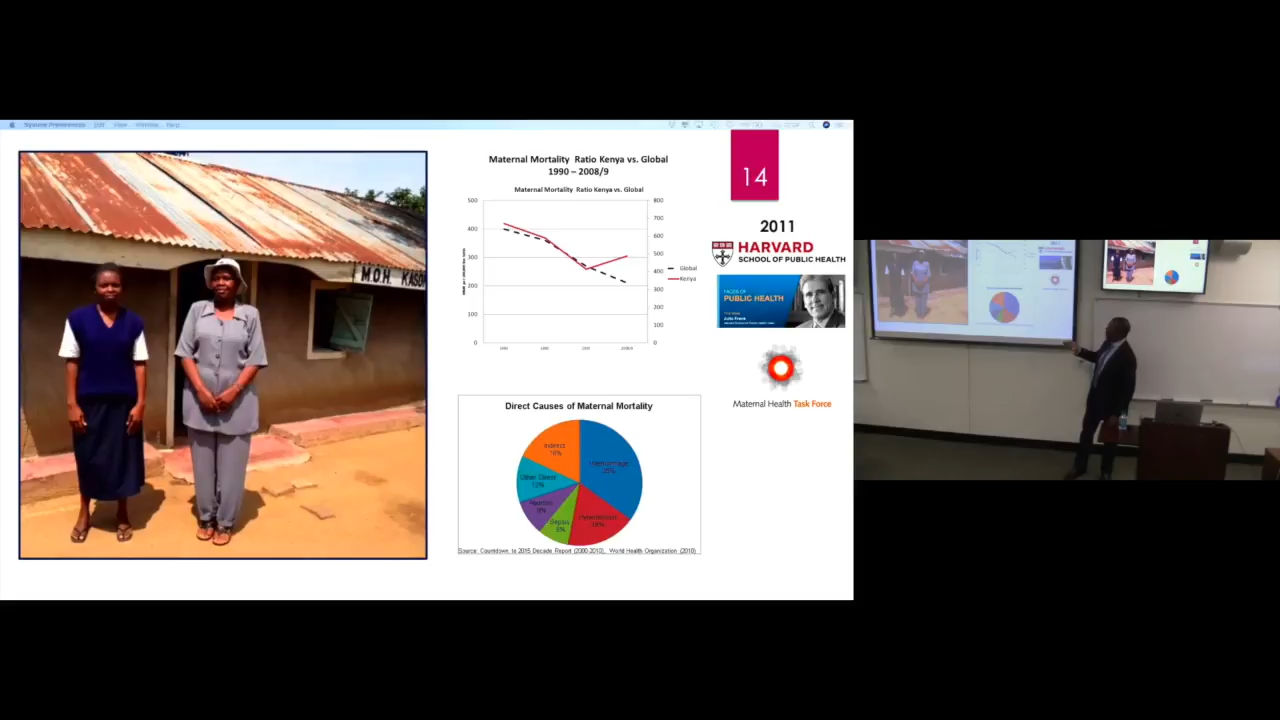 M.O.H. KASO
Maternal Mortality Ratio Kenya vs. Global
1990 – 2008/9
Maternal Mortality Ratio Kenya vs. Global
500
400
300
200
100
0
800
700
600
500
400
300
200
100
0
Global
Kenya
14
2011
HARVARD
SCHOOL OF PUBLIC HEALTH
FACES OF
PUBLIC HEALTH
Julio Frenk
Maternal Health Task Force
Direct Causes of Maternal Mortality
Hemorrhage
35%
Hypertension
18%
Sepsis
8%
Abortion
9%
Other Direct
Indirect
18%
Source: Countdown to 2015 Decade Report (2000-2010), World Health Organization (2010)